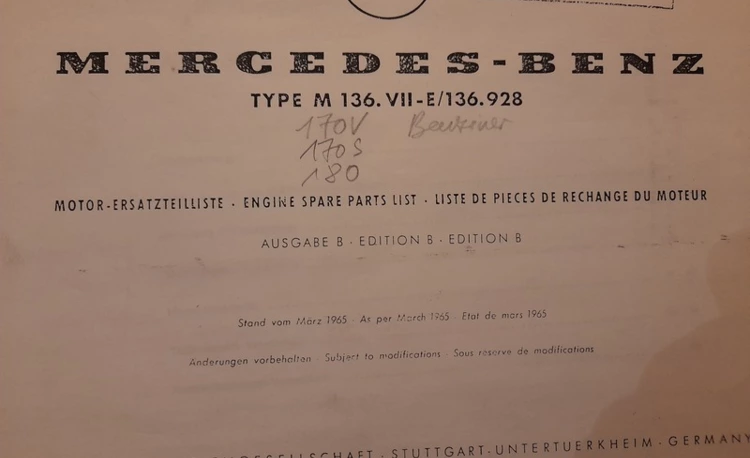 MERCEDES-BENZ
TYPE M 136.VII-E/136.928
170V Benziner
170S
180
MOTOR-ERSATZTEILLISTE · ENGINE SPARE PARTS LIST · LISTE DE PIECES DE RECHANGE DU MOTEUR
AUSGABE B · EDITION B · EDITION B
Stand vom März 1965 · As per March 1965 · Etat de mars 1965
Änderungen vorbehalten · Subject to modifications · Sous réserve de modifications
GESELLSCHAFT · STUTTGART-UNTERTUERKHEIM · GERMANY